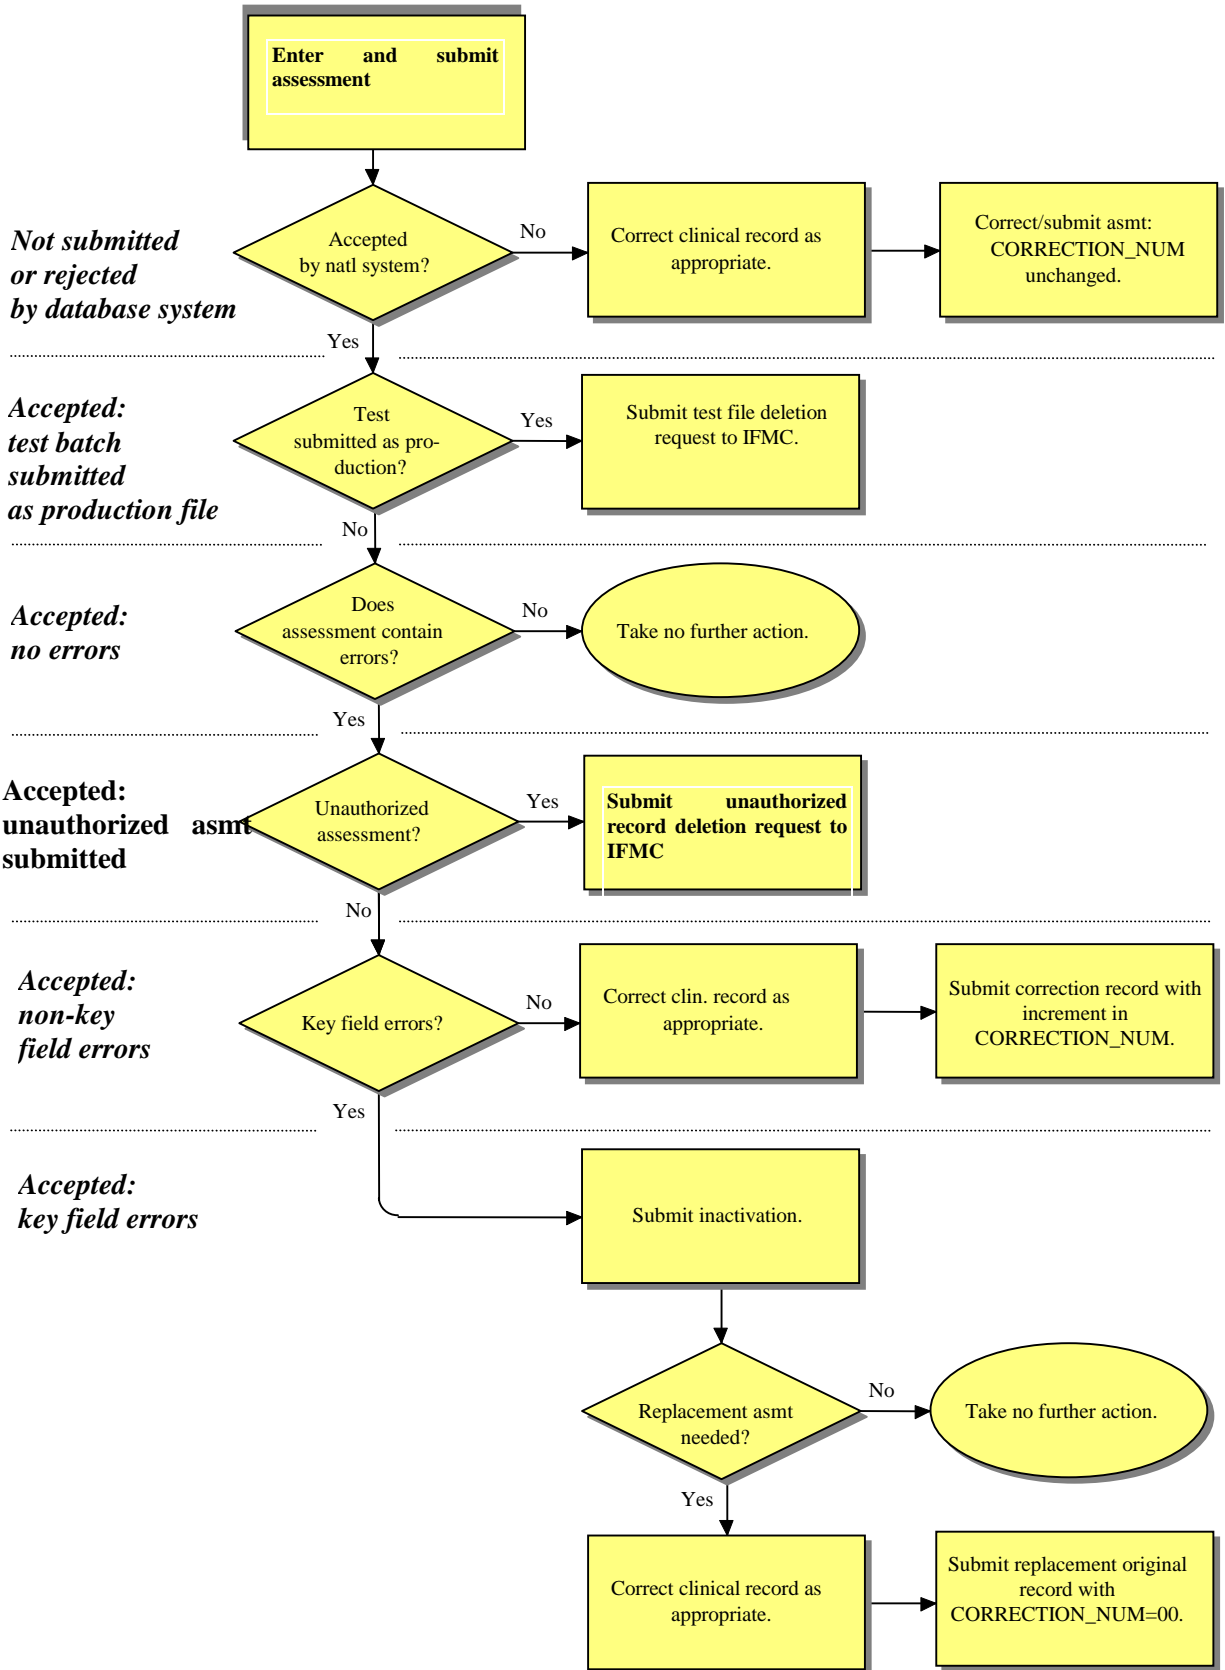 Enter and submit
assessment
Not submitted
or rejected
by database system
Accepted
by natl system?
No
Correct clinical record as
appropriate.
Correct/submit asmt:
CORRECTION_NUM
unchanged.
Yes
Accepted:
test batch
submitted
as production file
Test
submitted as pro-
duction?
Yes
Submit test file deletion
request to IFMC.
No
Accepted:
no errors
Does
assessment contain
errors?
No
Take no further action.
Yes
Accepted:
unauthorized asmt
submitted
Unauthorized
assessment?
Yes
Submit unauthorized
record deletion request to
IFMC
No
Accepted:
non-key
field errors
Key field errors?
No
Correct clin. record as
appropriate.
Submit correction record with
increment in
CORRECTION_NUM.
Yes
Accepted:
key field errors
Submit inactivation.
Replacement asmt
needed?
No
Take no further action.
Yes
Correct clinical record as
appropriate.
Submit replacement original
record with
CORRECTION_NUM=00.